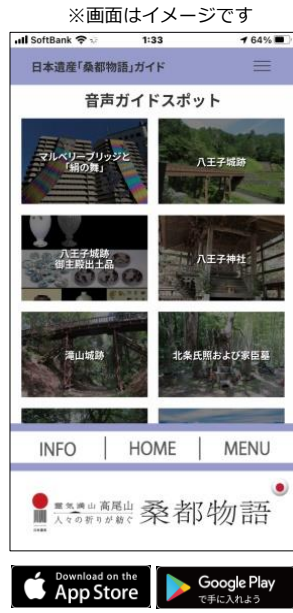 ※画面はイメージです
SoftBank
1:33
64%
日本遺産「桑都物語」ガイド
音声ガイドスポット
マルベリーブリッジと
「絹の舞」
八王子城跡
八王子城跡
御主殿出土品
八王子神社
滝山城跡
北条氏照および家臣墓
INFO
HOME
MENU
霊気満山 高尾山
人々の祈りが紡ぐ
桑都物語
Download on the
App Store
Google Play
で手に入れよう